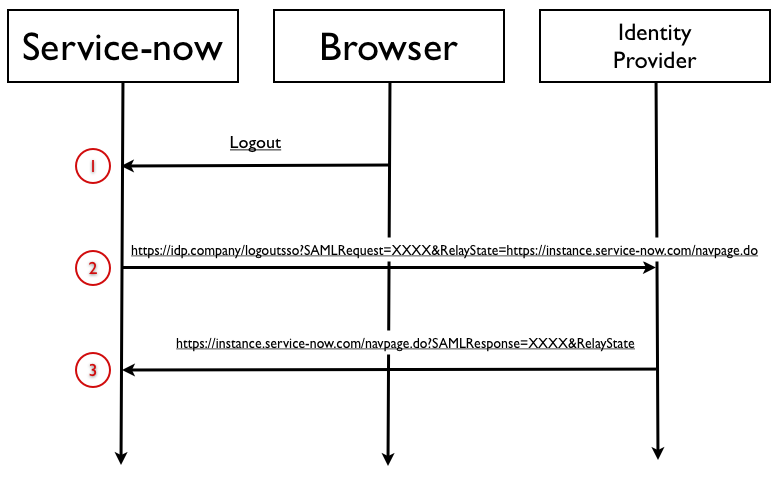 Service-now
Browser
Identity
Provider
Logout
1
https://idp.company/logoutsso?SAMLRequest=XXXX&RelayState=https://instance.service-now.com/navpage.do
2
https://instance.service-now.com/navpage.do?SAMLResponse=XXXX&RelayState
3